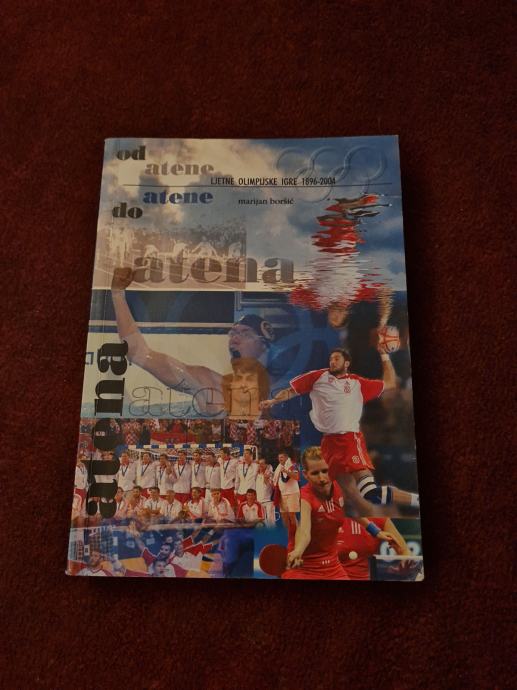 od
atene
LJETNE OLIMPIJSKE IGRE 1896-2004
atene
do
marijan boršić
atena
atena
atena